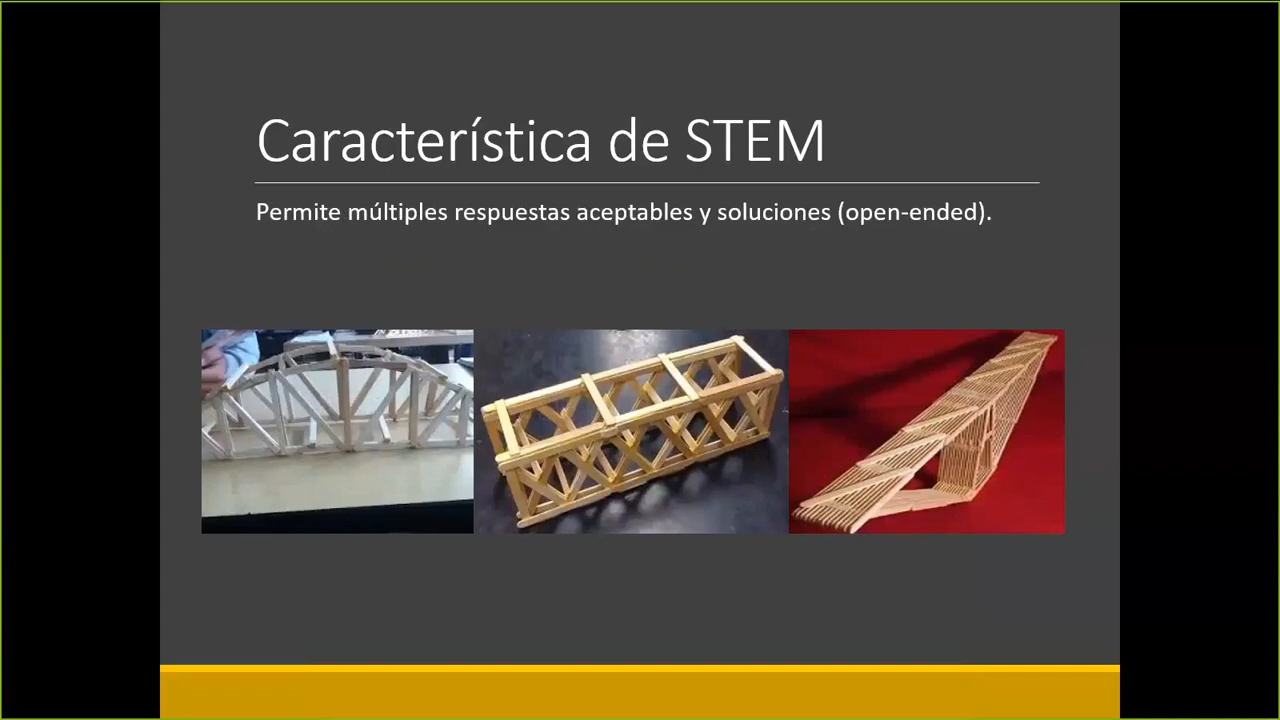 Característica de STEM
Permite múltiples respuestas aceptables y soluciones (open-ended).